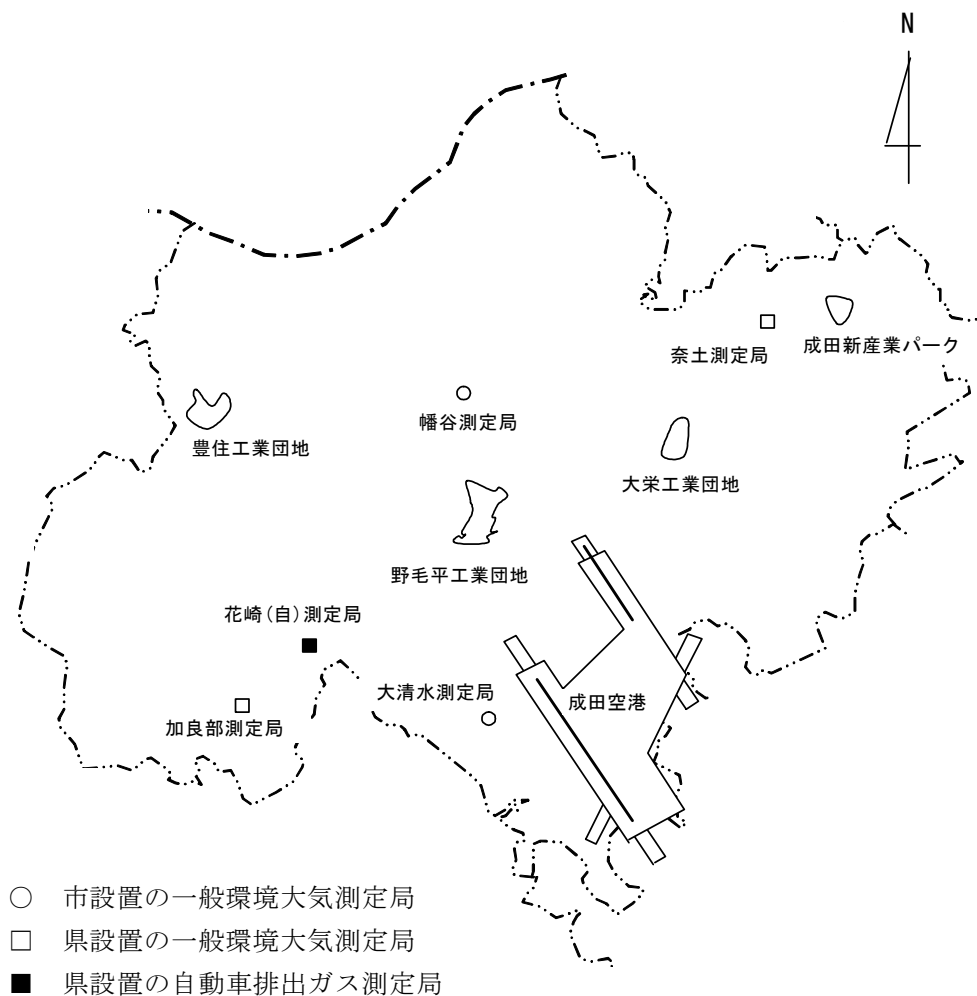 N
奈土測定局
成田新産業パーク
幡谷測定局
豊住工業団地
大栄工業団地
野毛平工業団地
花崎(自)測定局
大清水測定局
成田空港
加良部測定局
○ 市設置の一般環境大気測定局
□ 県設置の一般環境大気測定局
■ 県設置の自動車排出ガス測定局